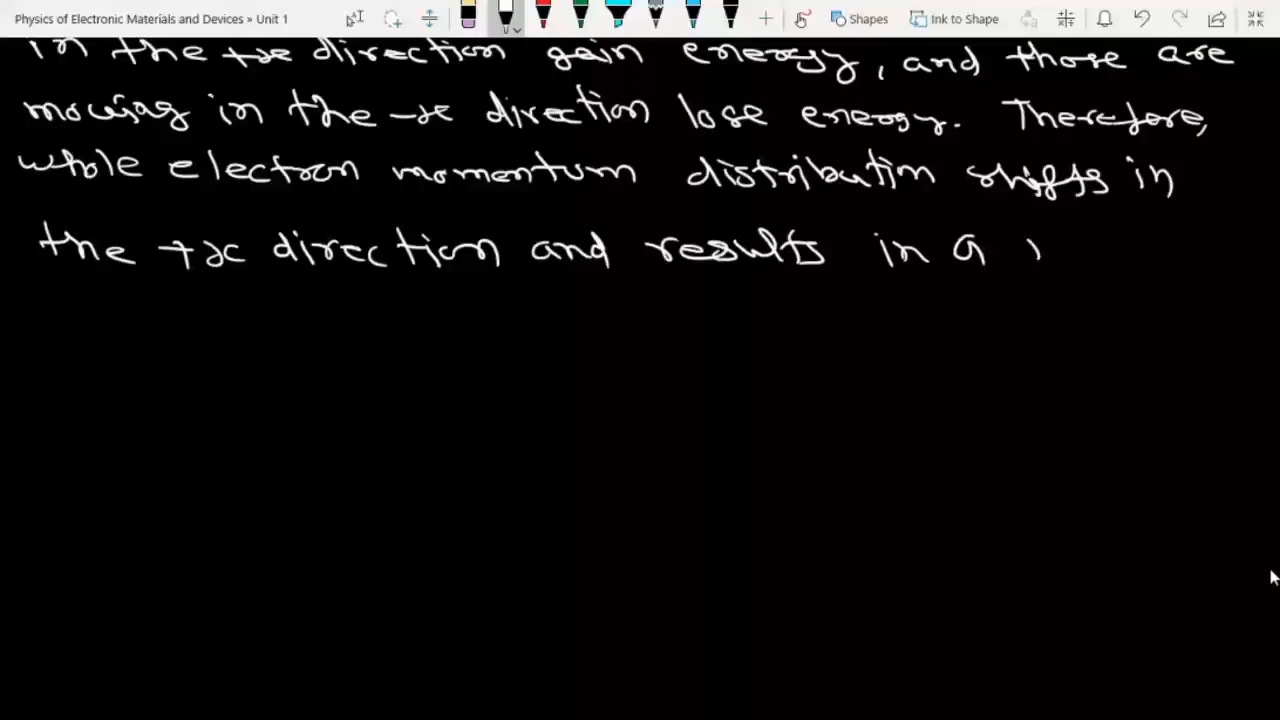 Physics of Electronic Materials and Devices » Unit 1
Shapes
Ink to Shape
in the +x direction gain energy, and those are
moving in the -x direction lose energy. Therefore,
whole electron momentum distribution shifts in
the +x direction and results in a